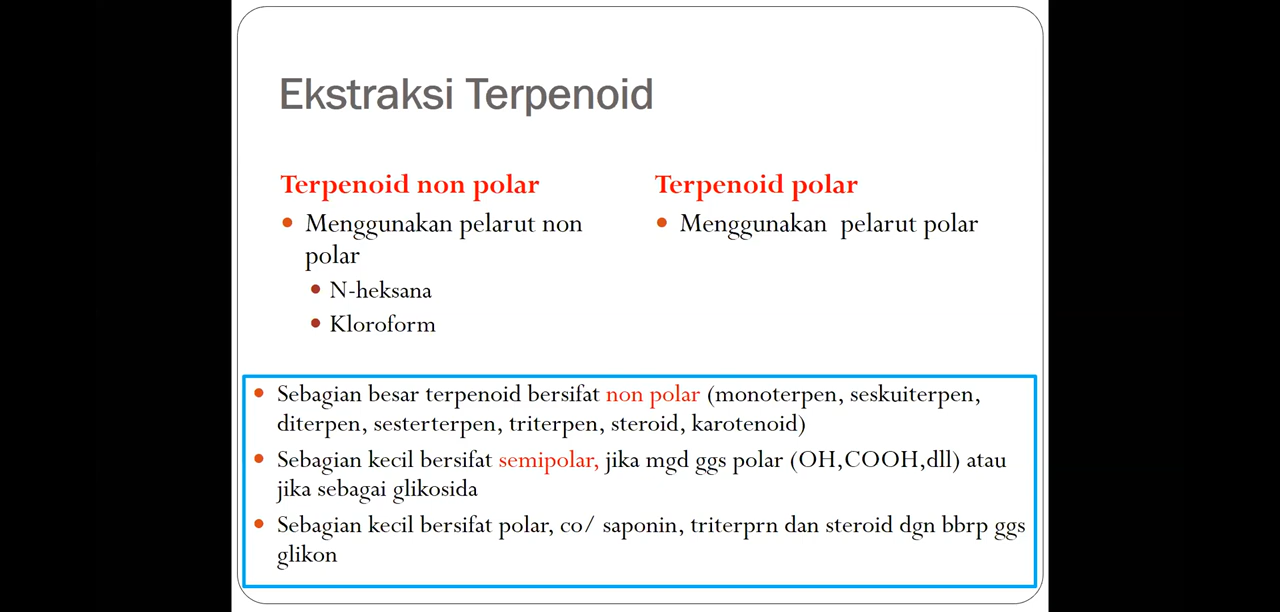 Ekstraksi Terpenoid
Terpenoid non polar
• Menggunakan pelarut non
polar
• N-heksana
• Kloroform
Terpenoid polar
• Menggunakan pelarut polar
• Sebagian besar terpenoid bersifat non polar (monoterpen, seskuiterpen,
diterpen, sesterterpen, triterpen, steroid, karotenoid)
• Sebagian kecil bersifat semipolar, jika mgd ggs polar (OH,COOH,dll) atau
jika sebagai glikosida
• Sebagian kecil bersifat polar, co/ saponin, triterprn dan steroid dgn bbrp ggs
glikon